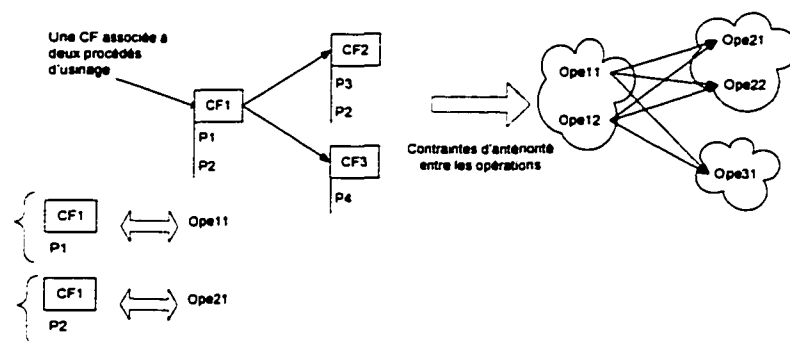 Une CF associée à
deux procédés
d'usinage
CF1
P1
P2
CF2
P3
P2
CF3
P4
Contraintes d'antériorité
entre les opérations
Ope11
Ope12
Ope21
Ope22
Ope31
CF1
P1
Ope11
CF1
P2
Ope21